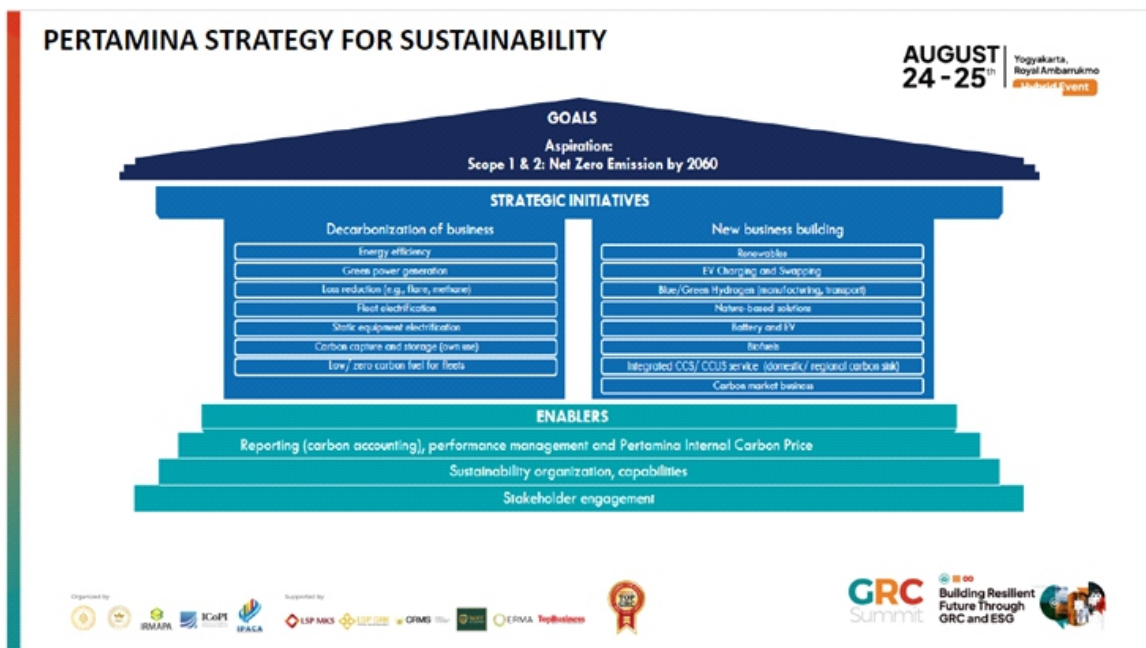 PERTAMINA STRATEGY FOR SUSTAINABILITY
AUGUST
24 - 25th
Yogyakarta,
Royal Ambarrukmo
Hybrid Event
GOALS
Aspiration:
Scope 1 & 2: Net Zero Emission by 2060
STRATEGIC INITIATIVES
Decarbonization of business
Energy efficiency
Green power generation
Loss reduction (e.g., flare, methane)
Fleet electrification
Static equipment electrification
Carbon capture and storage (own use)
Low/ zero carbon fuel for fleets
New business building
Renewables
EV Charging and Swapping
Blue/Green Hydrogen (manufacturing, transport)
Nature-based solutions
Battery and EV
Biofuels
Integrated CCS/ CCUS service (domestic/ regional carbon sink)
Carbon market business
ENABLERS
Reporting (carbon accounting), performance management and Pertamina Internal Carbon Price
Sustainability organization, capabilities
Stakeholder engagement
Organized by
IRMAPA
ICoPI
IPACA
Supported by
LSP MKS
CRMS
ERMA
TopBusiness
TOP
GRC
GRC
Summit
Building Resilient
Future Through
GRC and ESG